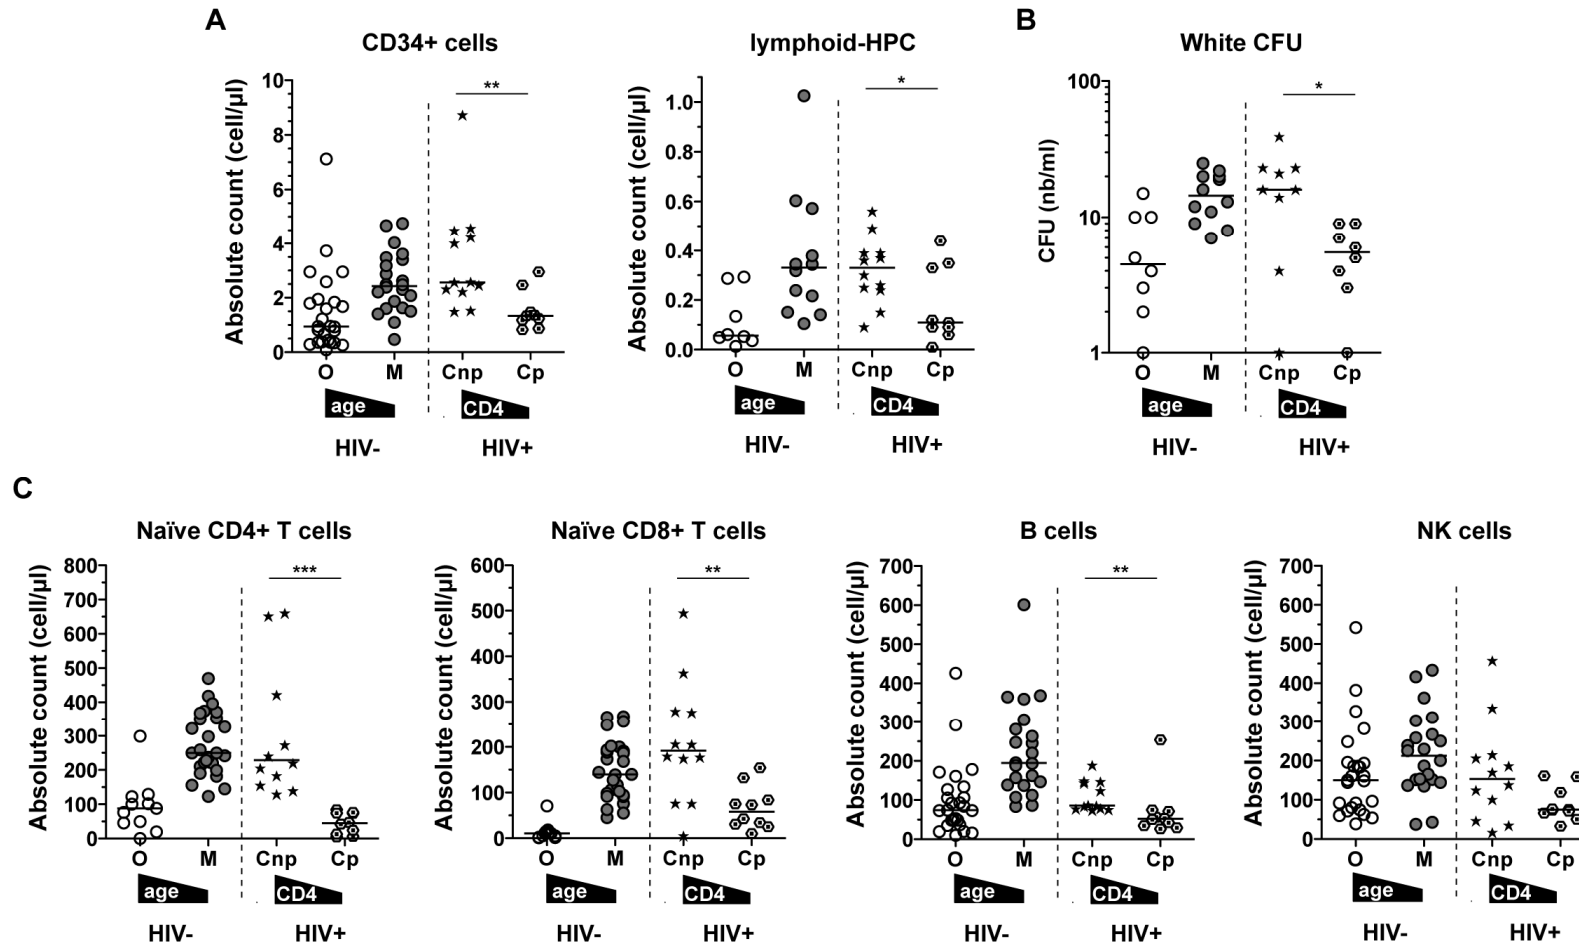 A
B
CD34+ cells
lymphoid-HPC
White CFU
Absolute count (cell/µl)
10
8
6
4
2
0
**
O M Cnp Cp
age
CD4
HIV- HIV+
Absolute count (cell/µl)
1.0
0.8
0.6
0.4
0.2
0.0
*
O M Cnp Cp
age
CD4
HIV- HIV+
CFU (nb/ml)
100
10
1
*
O M Cnp Cp
age
CD4
HIV- HIV+
C
Naïve CD4+ T cells
Naïve CD8+ T cells
B cells
NK cells
Absolute count (cell/µl)
800
700
600
500
400
300
200
100
0
***
O M Cnp Cp
age
CD4
HIV- HIV+
Absolute count (cell/µl)
600
500
400
300
200
100
0
**
O M Cnp Cp
age
CD4
HIV- HIV+
Absolute count (cell/µl)
700
600
500
400
300
200
100
0
**
O M Cnp Cp
age
CD4
HIV- HIV+
Absolute count (cell/µl)
700
600
500
400
300
200
100
0
O M Cnp Cp
age
CD4
HIV- HIV+